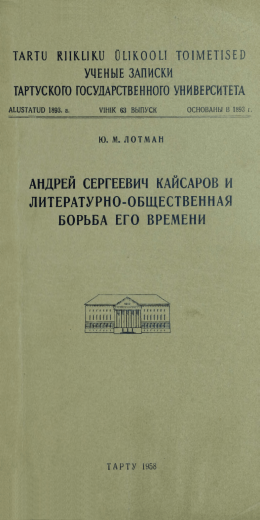 TARTU RIIKLIKU ÜLIKOOLI TOIMETISED
УЧЕНЫЕ ЗАПИСКИ
ТАРТУСКОГО ГОСУДАРСТВЕННОГО УНИВЕРСИТЕТА
ALUSTATUD 1893. a. VIHIK 63 ВЫПУСК ОСНОВАНЫ В 1893 г.
Ю. М. ЛОТМАН
АНДРЕЙ СЕРГЕЕВИЧ КАЙСАРОВ И
ЛИТЕРАТУРНО-ОБЩЕСТВЕННАЯ
БОРЬБА ЕГО ВРЕМЕНИ
ТАРТУ 1958